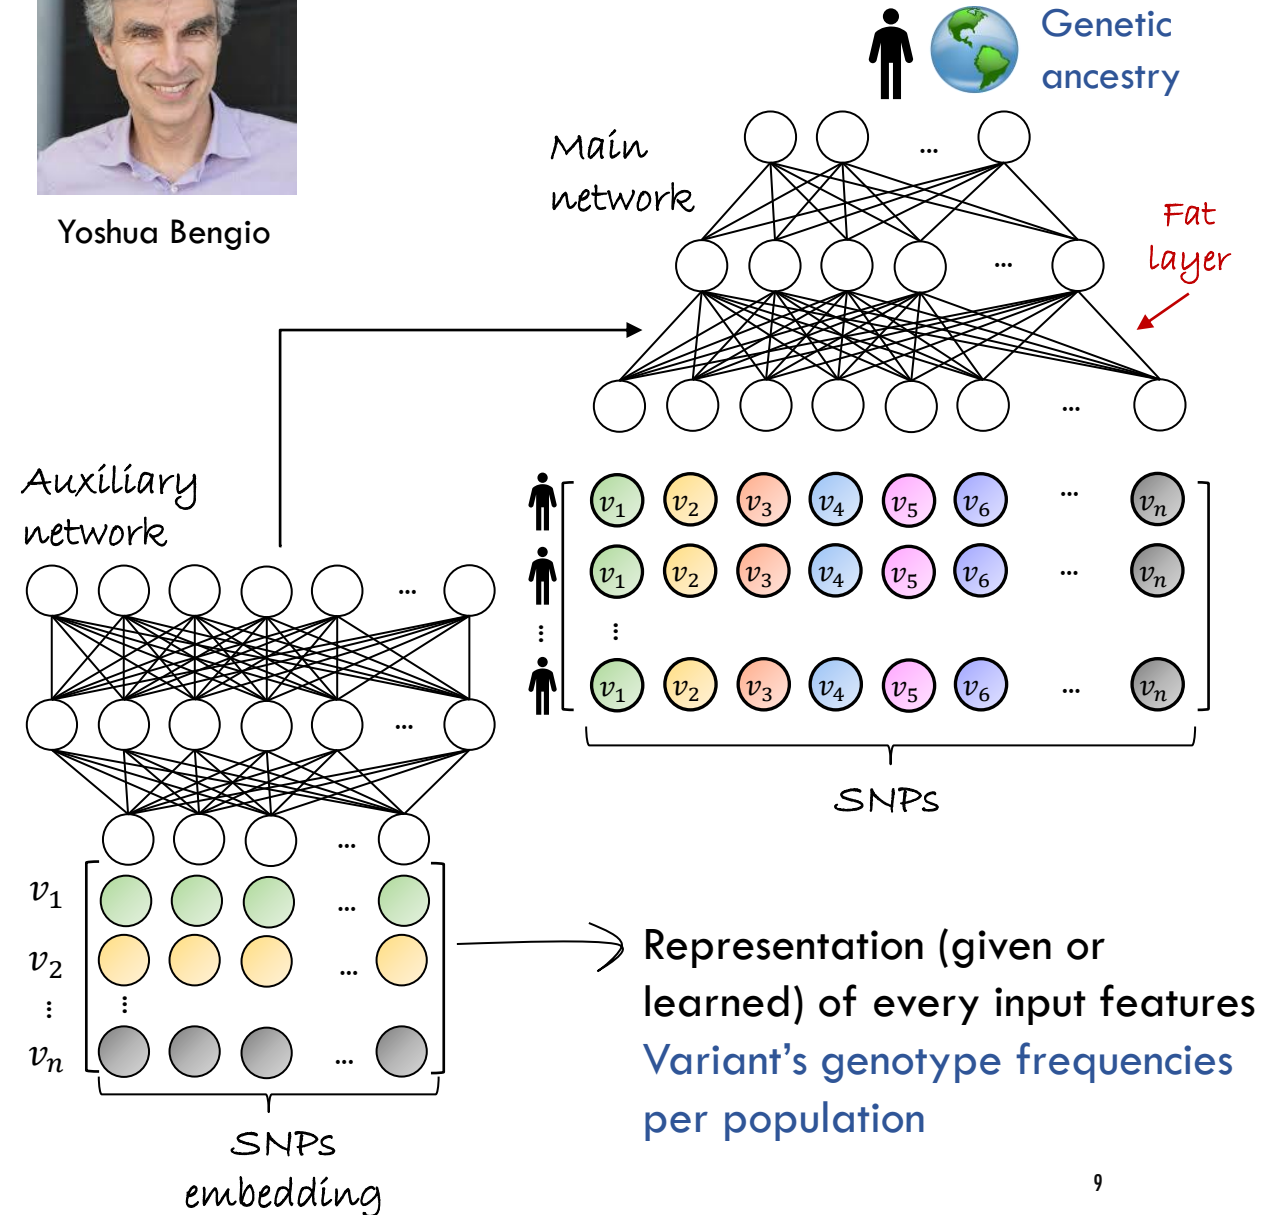 Yoshua Bengio
Genetic
ancestry
Main
network
...
Fat
layer
...
...
Auxiliary
network
v₁ v₂ v₃ v₄ v₅ v₆ ... vₙ
v₁ v₂ v₃ v₄ v₅ v₆ ... vₙ
⋮ ⋮
v₁ v₂ v₃ v₄ v₅ v₆ ... vₙ
SNPs
...
...
...
v₁ ...
v₂ ...
⋮ ⋮
vₙ ...
SNPs
embedding
Representation (given or
learned) of every input features
Variant's genotype frequencies
per population
9